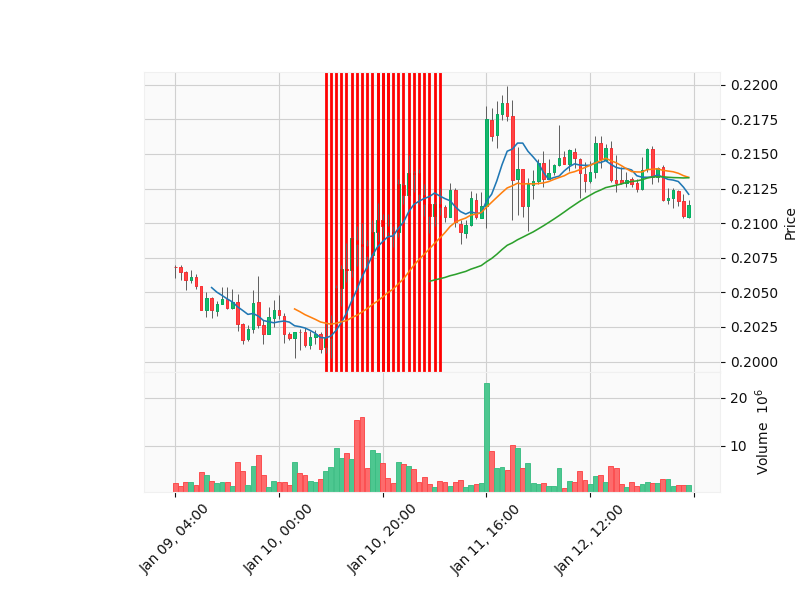 0.2200
0.2175
0.2150
0.2125
0.2100
0.2075
0.2050
0.2025
0.2000
Price
20
10
Volume 10⁶
Jan 09, 04:00
Jan 10, 00:00
Jan 10, 20:00
Jan 11, 16:00
Jan 12, 12:00